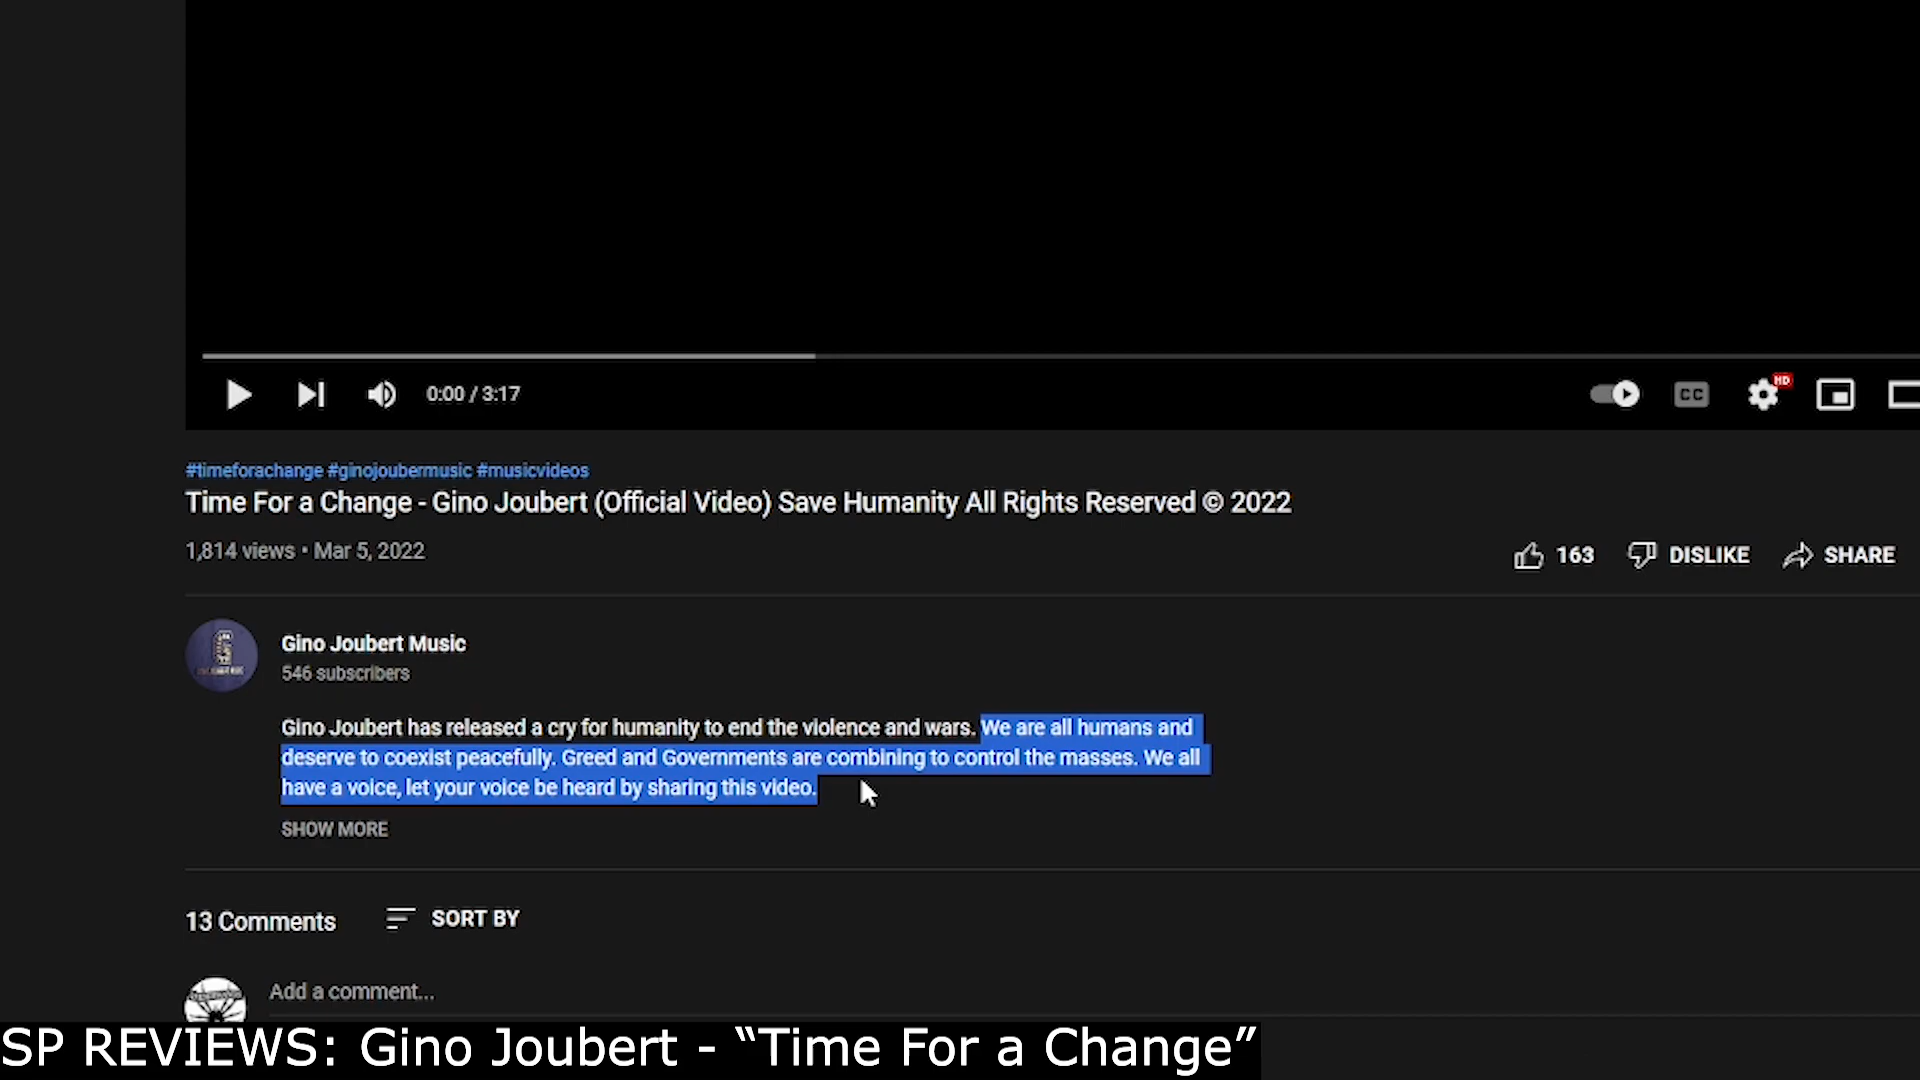 0:00 / 3:17
CC
HD
#timeforachange #ginojoubermusic #musicvideos
Time For a Change - Gino Joubert (Official Video) Save Humanity All Rights Reserved © 2022
1,814 views • Mar 5, 2022
163 DISLIKE SHARE
Gino Joubert Music
546 subscribers
Gino Joubert has released a cry for humanity to end the violence and wars. We are all humans and
deserve to coexist peacefully. Greed and Governments are combining to control the masses. We all
have a voice, let your voice be heard by sharing this video.
SHOW MORE
13 Comments SORT BY
Add a comment...
SP REVIEWS: Gino Joubert - “Time For a Change”